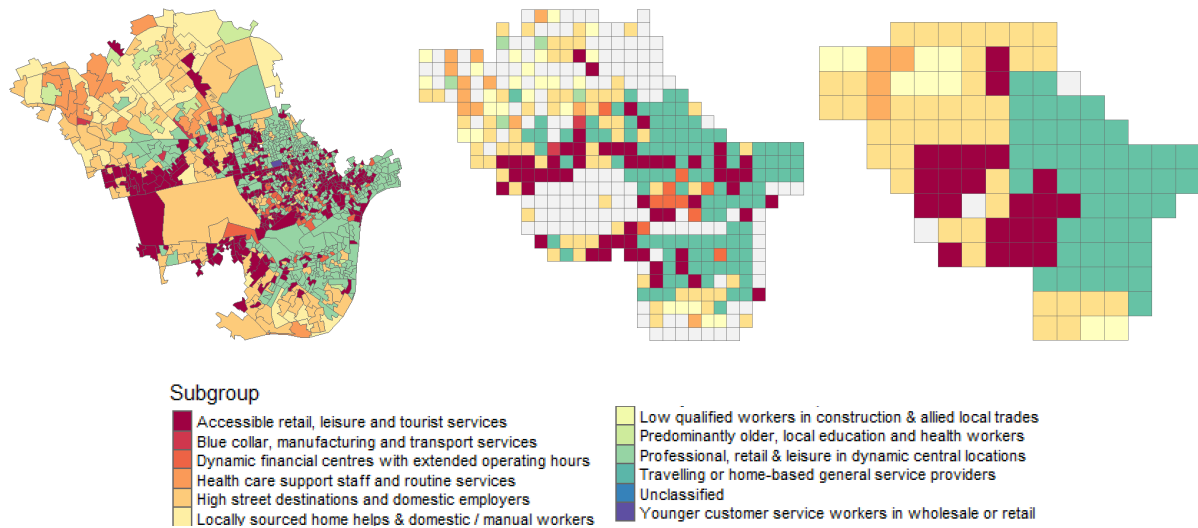 Subgroup
Accessible retail, leisure and tourist services
Blue collar, manufacturing and transport services
Dynamic financial centres with extended operating hours
Health care support staff and routine services
High street destinations and domestic employers
Locally sourced home helps & domestic / manual workers
Low qualified workers in construction & allied local trades
Predominantly older, local education and health workers
Professional, retail & leisure in dynamic central locations
Travelling or home-based general service providers
Unclassified
Younger customer service workers in wholesale or retail